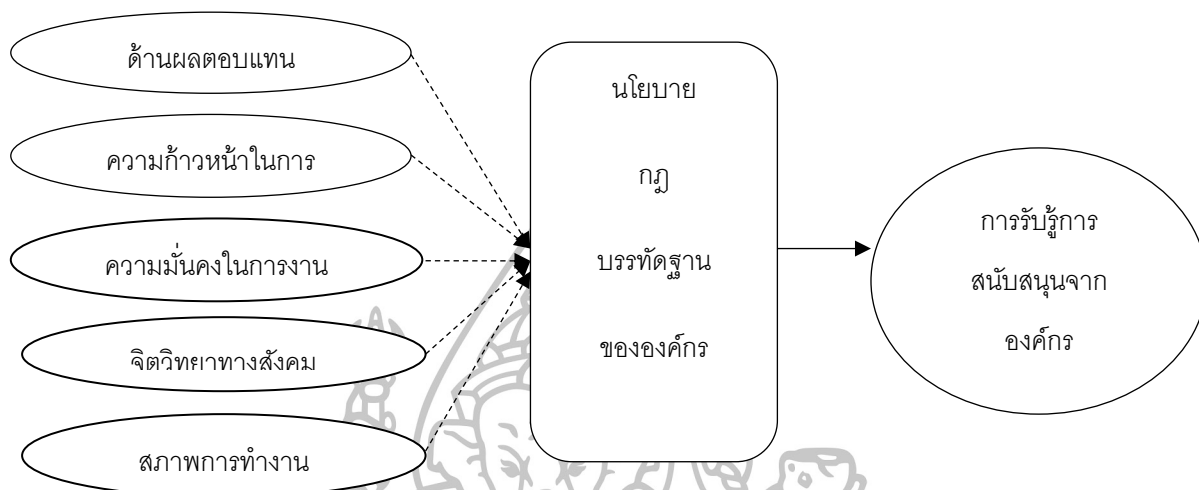 ด้านผลตอบแทน
ความก้าวหน้าในการ
ความมั่นคงในการงาน
จิตวิทยาทางสังคม
สภาพการทำงาน
นโยบาย
กฎ
บรรทัดฐาน
ขององค์กร
การรับรู้การ
สนับสนุนจาก
องค์กร